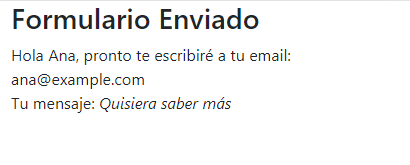 Formulario Enviado
Hola Ana, pronto te escribiré a tu email:
ana@example.com
Tu mensaje: Quisiera saber más